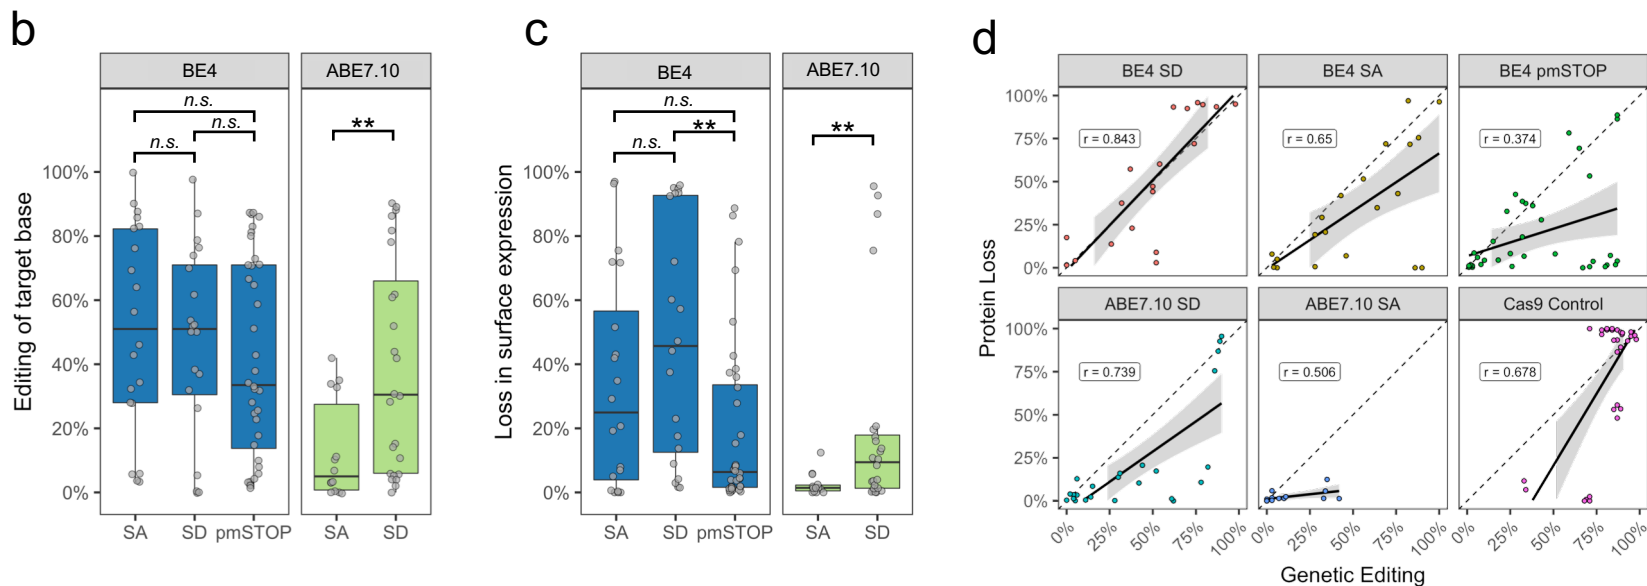 b
BE4
ABE7.10
n.s.
n.s.
n.s.
**
Editing of target base
100%
80%
60%
40%
20%
0%
SA
SD
pmSTOP
SA
SD
c
BE4
ABE7.10
n.s.
n.s.
**
**
Loss in surface expression
100%
80%
60%
40%
20%
0%
SA
SD
pmSTOP
SA
SD
d
BE4 SD
BE4 SA
BE4 pmSTOP
r = 0.843
r = 0.65
r = 0.374
100%
75%
50%
25%
0%
Protein Loss
ABE7.10 SD
ABE7.10 SA
Cas9 Control
r = 0.739
r = 0.506
r = 0.678
100%
75%
50%
25%
0%
0%
25%
50%
75%
100%
0%
25%
50%
75%
100%
0%
25%
50%
75%
100%
Genetic Editing